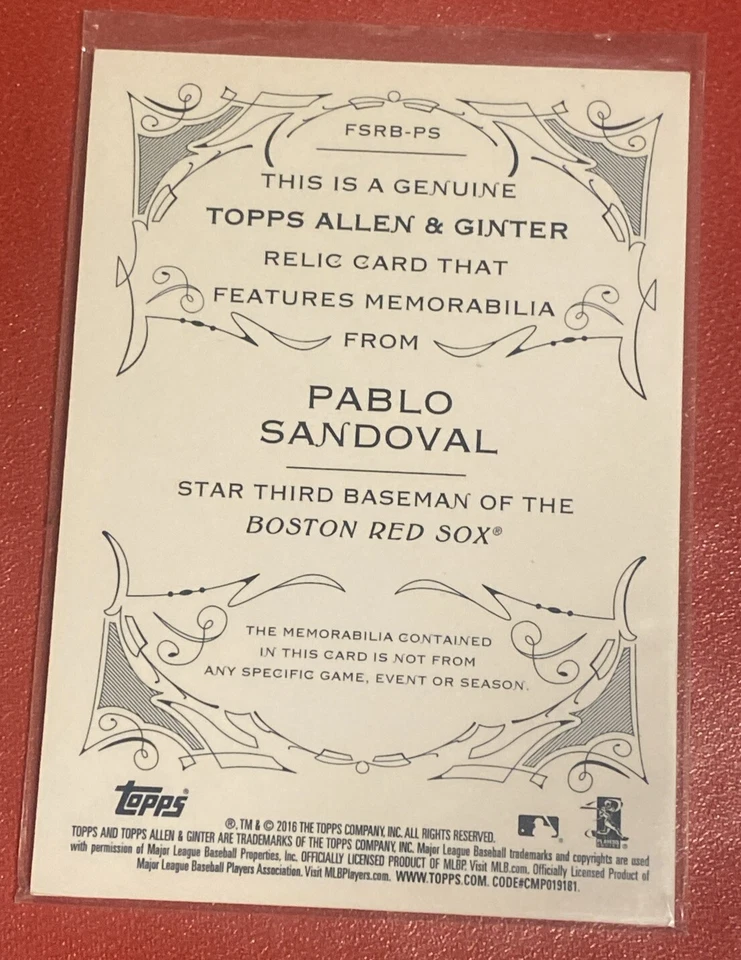 FSRB-PS
THIS IS A GENUINE
TOPPS ALLEN & GINTER
RELIC CARD THAT
FEATURES MEMORABILIA
FROM
PABLO
SANDOVAL
STAR THIRD BASEMAN OF THE
BOSTON RED SOX®
THE MEMORABILIA CONTAINED
IN THIS CARD IS NOT FROM
ANY SPECIFIC GAME, EVENT OR SEASON.
TOPPS®
®, TM & © 2016 THE TOPPS COMPANY, INC. ALL RIGHTS RESERVED.
TOPPS AND TOPPS ALLEN & GINTER ARE TRADEMARKS OF THE TOPPS COMPANY, INC. Major League Baseball trademarks and copyrights are used
with permission of Major League Baseball Properties, Inc. OFFICIALLY LICENSED PRODUCT OF MLBP. Visit MLB.com. Officially Licensed Product of
Major League Baseball Players Association. Visit MLBPlayers.com. WWW.TOPPS.COM. CODE#CMP019181.